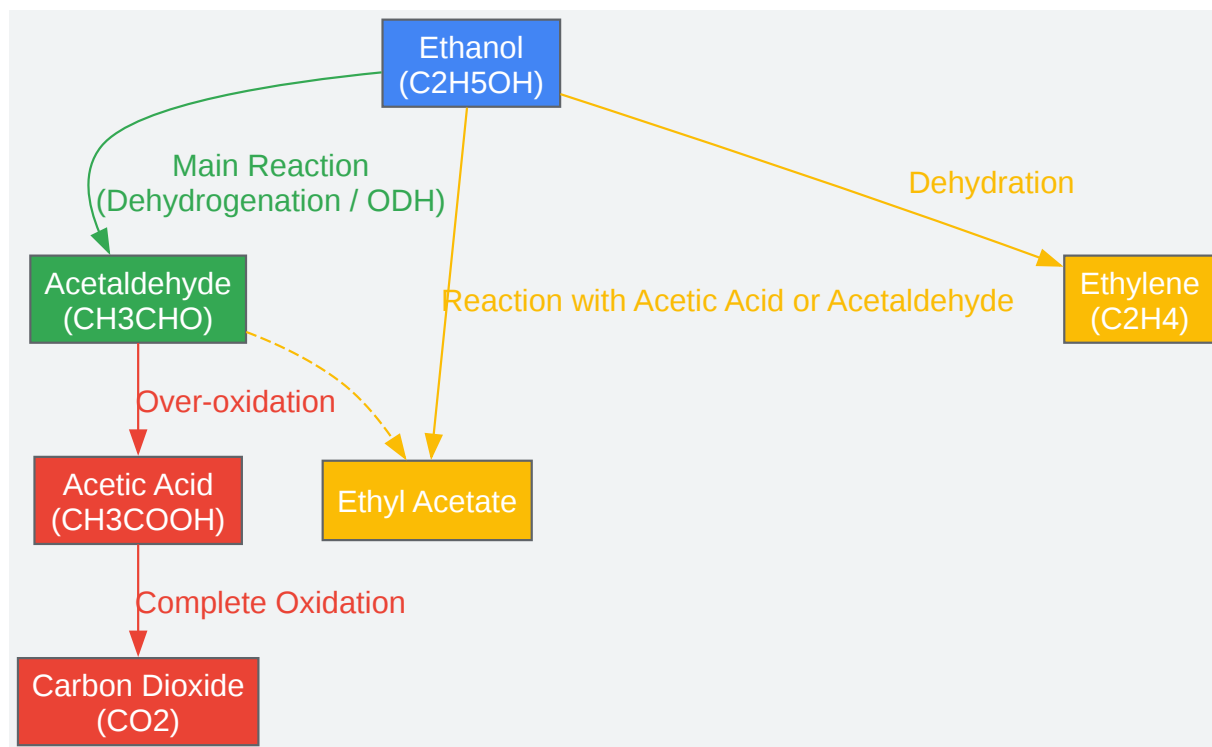 Ethanol
(C2H5OH)
Main Reaction
(Dehydrogenation / ODH)
Dehydration
Acetaldehyde
(CH3CHO)
Reaction with Acetic Acid or Acetaldehyde
Ethylene
(C2H4)
Over-oxidation
Acetic Acid
(CH3COOH)
Ethyl Acetate
Complete Oxidation
Carbon Dioxide
(CO2)